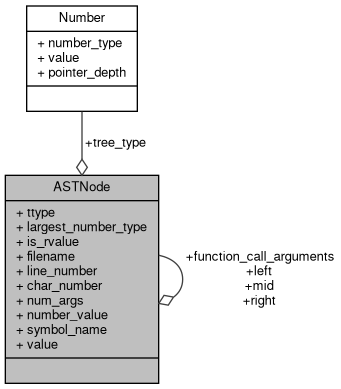 Number
+ number_type
+ value
+ pointer_depth
+tree_type
ASTNode
+ ttype
+ largest_number_type
+ is_rvalue
+ filename
+ line_number
+ char_number
+ num_args
+ number_value
+ symbol_name
+ value
+function_call_arguments
+left
+mid
+right